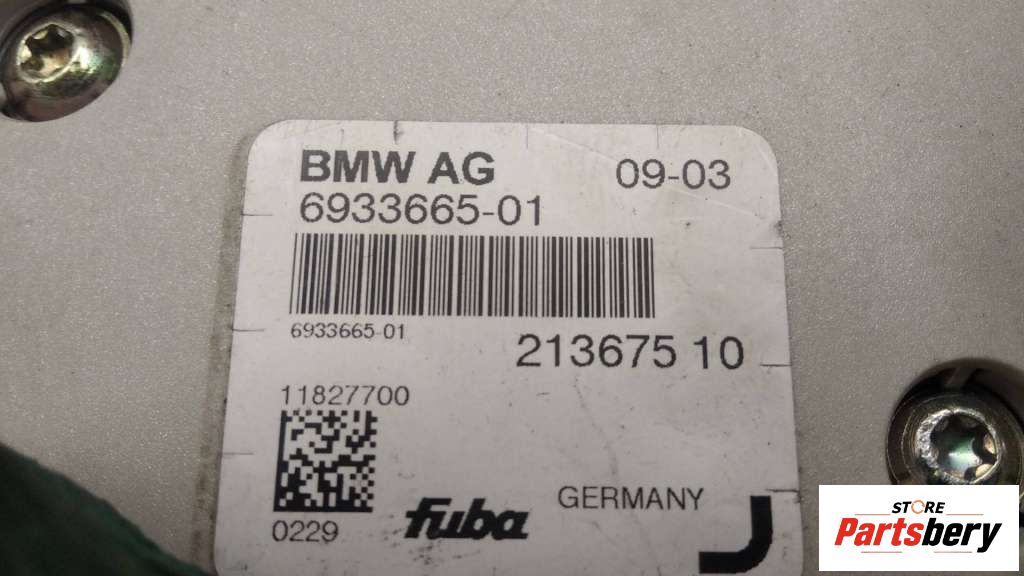 BMW AG 09-03
6933665-01
6933665-01
213675 10
11827700
0229
fuba GERMANY
J
STORE
Partsbery